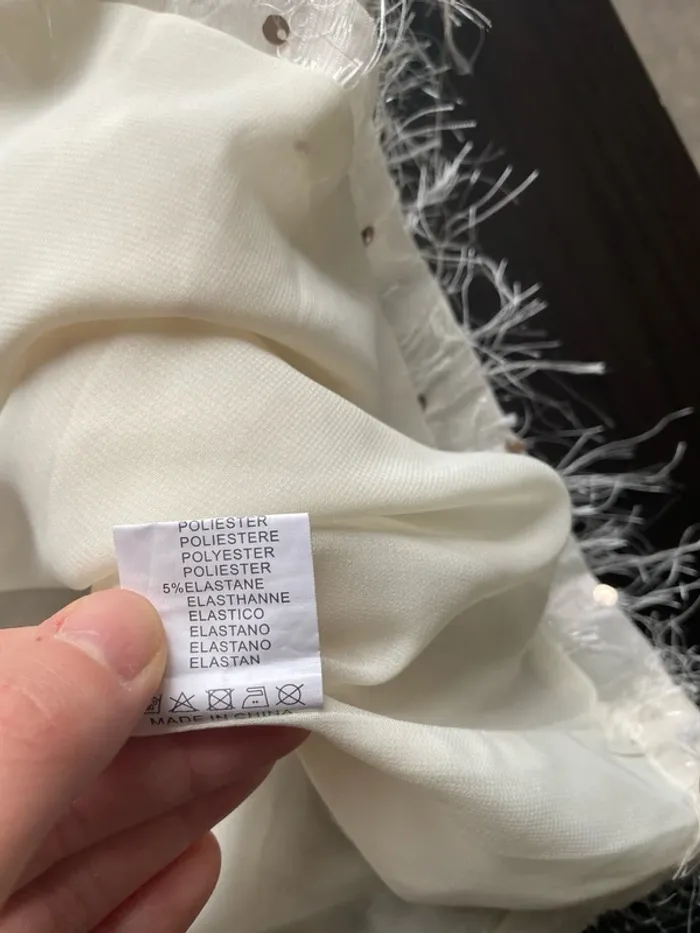 POLIESTER
POLIESTERE
POLYESTER
POLIESTER
5%ELASTANE
ELASTHANNE
ELASTICO
ELASTANO
ELASTANO
ELASTAN
MADE IN CHINA